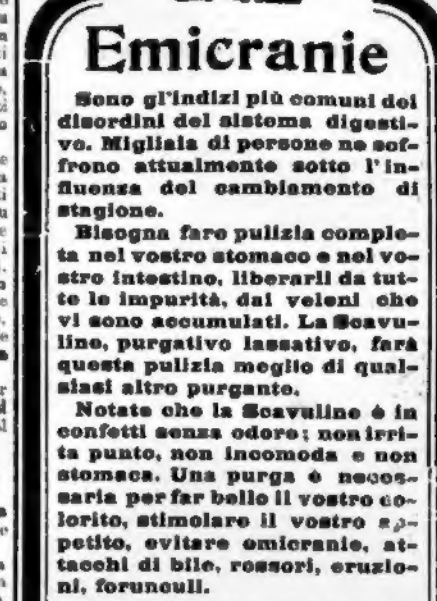 Emicranie
Sono gl'indizi più comuni dei
disordini del sistema digesti-
vo. Migliaia di persone ne sof-
frono attualmente sotto l'in-
fluenza del cambiamento di
stagione.
Bisogna fare pulizia comple-
ta nel vostro stomaco e nel vo-
stro intestino, liberarli da tut-
te le impurità, dai veleni che
vi sono accumulati. La Scavu-
line, purgativo lassativo, farà
questa pulizia meglio di qual-
siasi altro purgante.
Notate che la Scavuline è in
confetti senza odore; non irri-
ta punto, non incomoda e non
stomaca. Una purga è neces-
saria per far bello il vostro co-
lorito, stimolare il vostro ap-
petito, evitare emicranie, at-
tacchi di bile, rossori, eruzio-
ni, foruncoli.